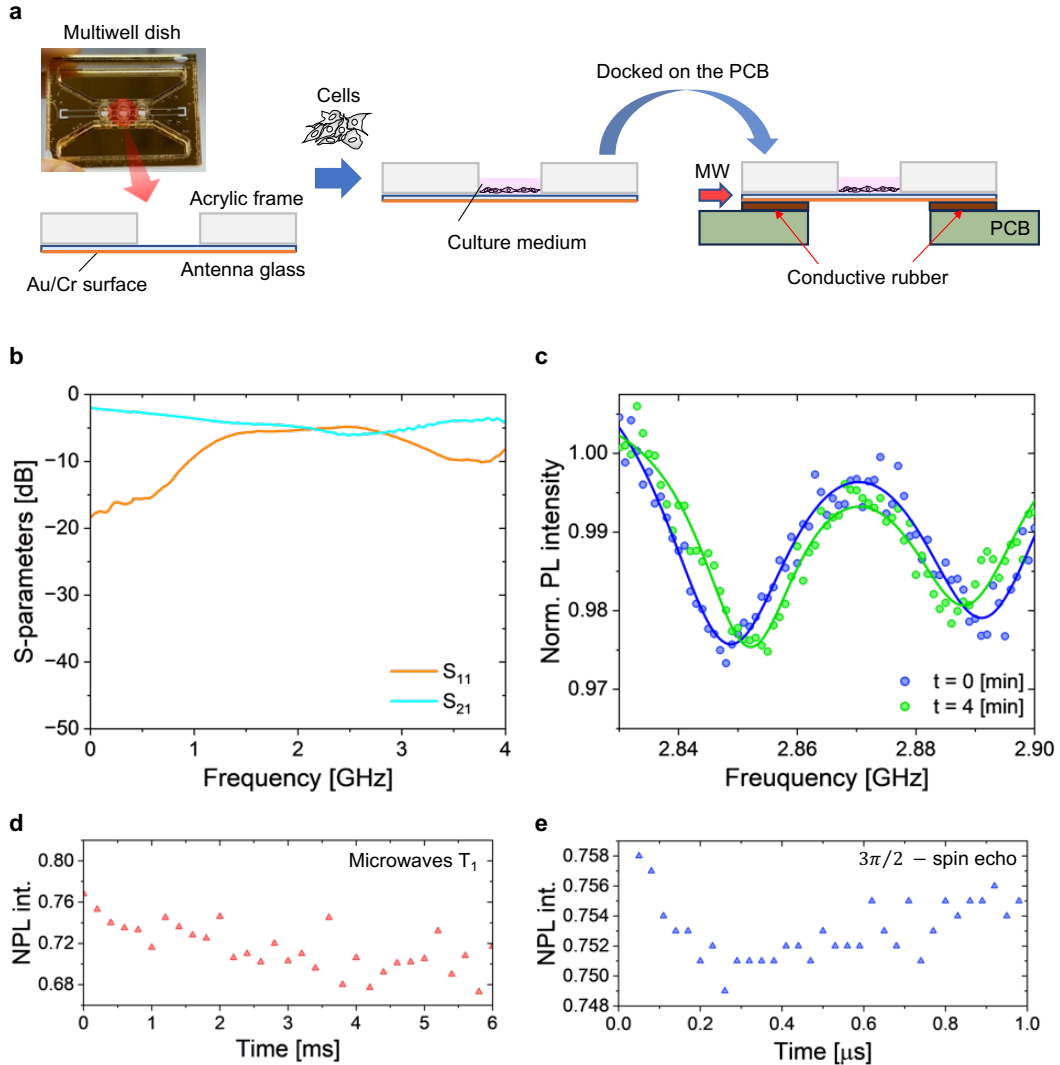 a
Multiwell dish
Cells
Docked on the PCB
Acrylic frame
MW
Culture medium
PCB
Au/Cr surface
Antenna glass
Conductive rubber
b
0
−10
−20
−30
−40
−50
S-parameters [dB]
S₁₁
S₂₁
0 1 2 3 4
Frequency [GHz]
c
1.00
0.99
0.98
0.97
Norm. PL intensity
t = 0 [min]
t = 4 [min]
2.84 2.86 2.88 2.90
Freuquency [GHz]
d
0.80
0.76
0.72
0.68
NPL int.
Microwaves T₁
0 1 2 3 4 5 6
Time [ms]
e
0.758
0.756
0.754
0.752
0.750
0.748
NPL int.
3π/2 − spin echo
0.0 0.2 0.4 0.6 0.8 1.0
Time [μs]